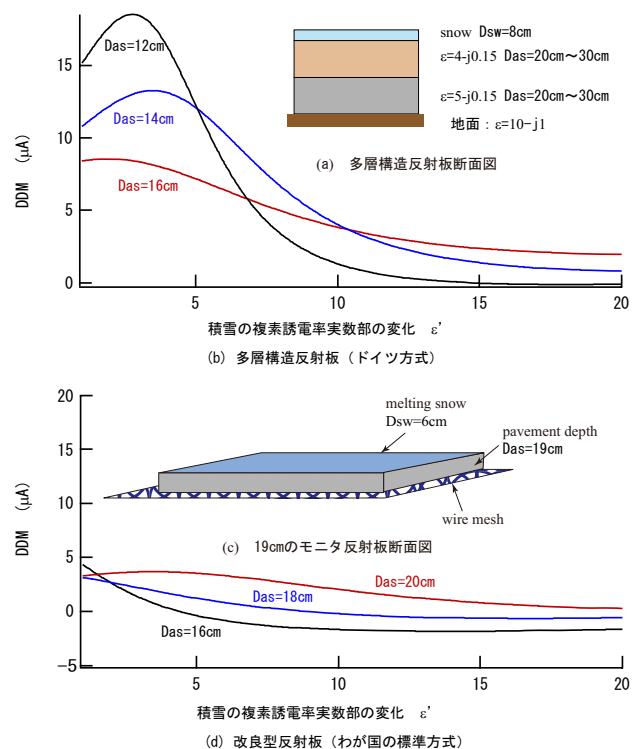 snow Dsw=8cm
ε=4-j0.15 Das=20cm～30cm
ε=5-j0.15 Das=20cm～30cm
地面：ε=10-j1
(a) 多層構造反射板断面図
Das=12cm
Das=14cm
Das=16cm
DDM (μA)
15
10
5
0
5
10
15
20
積雪の複素誘電率実数部の変化 ε'
(b) 多層構造反射板（ドイツ方式）
melting snow
Dsw=6cm
pavement depth
Das=19cm
wire mesh
(c) 19cmのモニタ反射板断面図
Das=20cm
Das=18cm
Das=16cm
DDM (μA)
20
15
10
5
0
-5
5
10
15
20
積雪の複素誘電率実数部の変化 ε'
(d) 改良型反射板（わが国の標準方式）